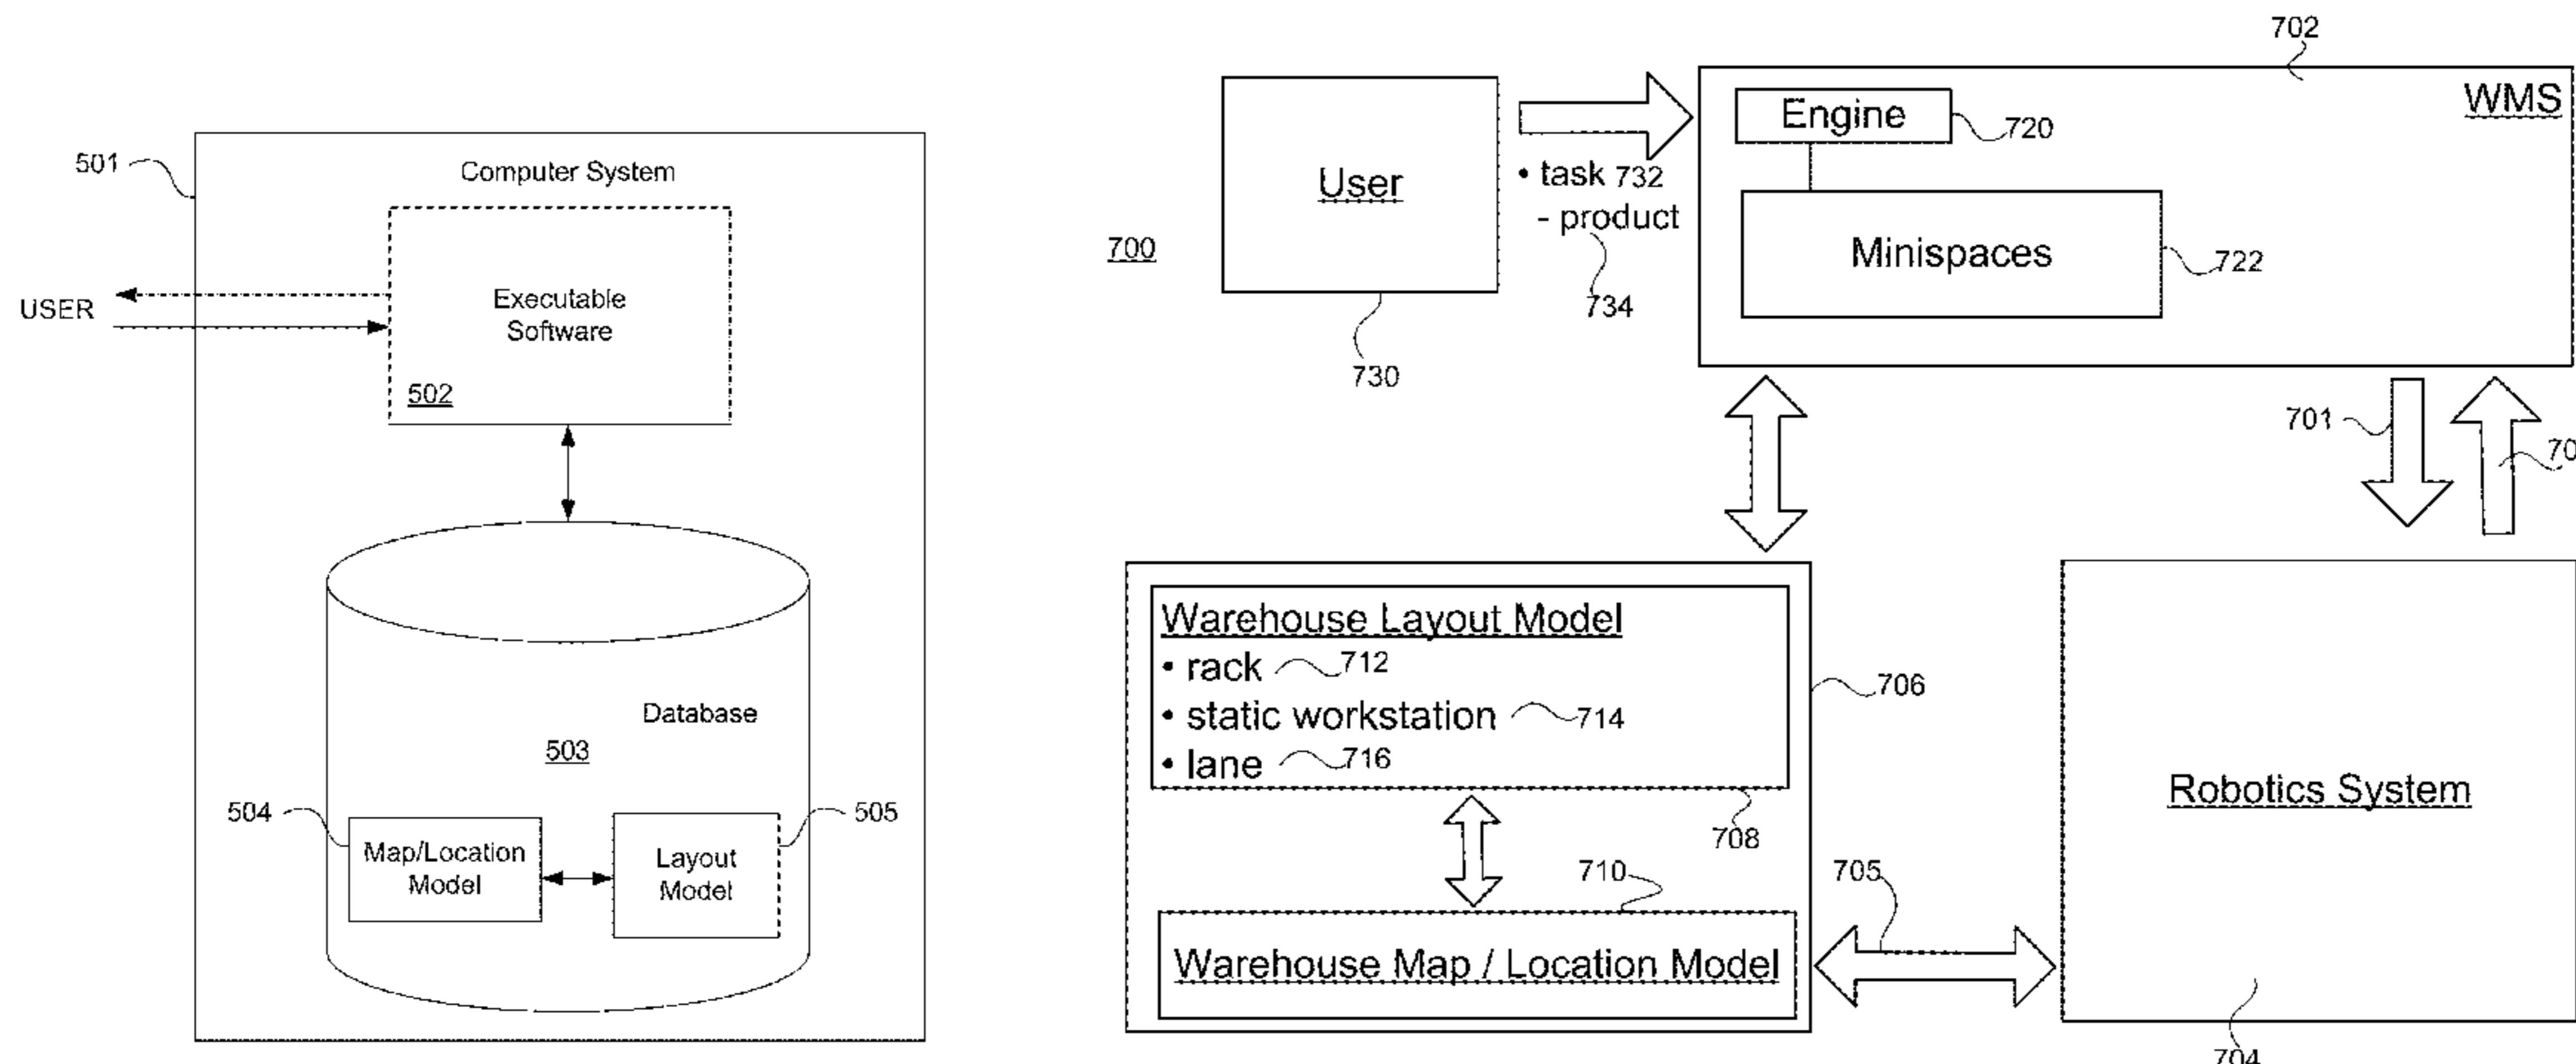 501
Computer System
USER
Executable
Software
502
Database
503
504
505
Map/Location
Model
Layout
Model
702
WMS
Engine
720
User
• task 732
- product
734
700
730
Minispaces
722
701
70
Warehouse Layout Model
• rack 712
• static workstation 714
• lane 716
706
708
710
Warehouse Map / Location Model
705
Robotics System
704